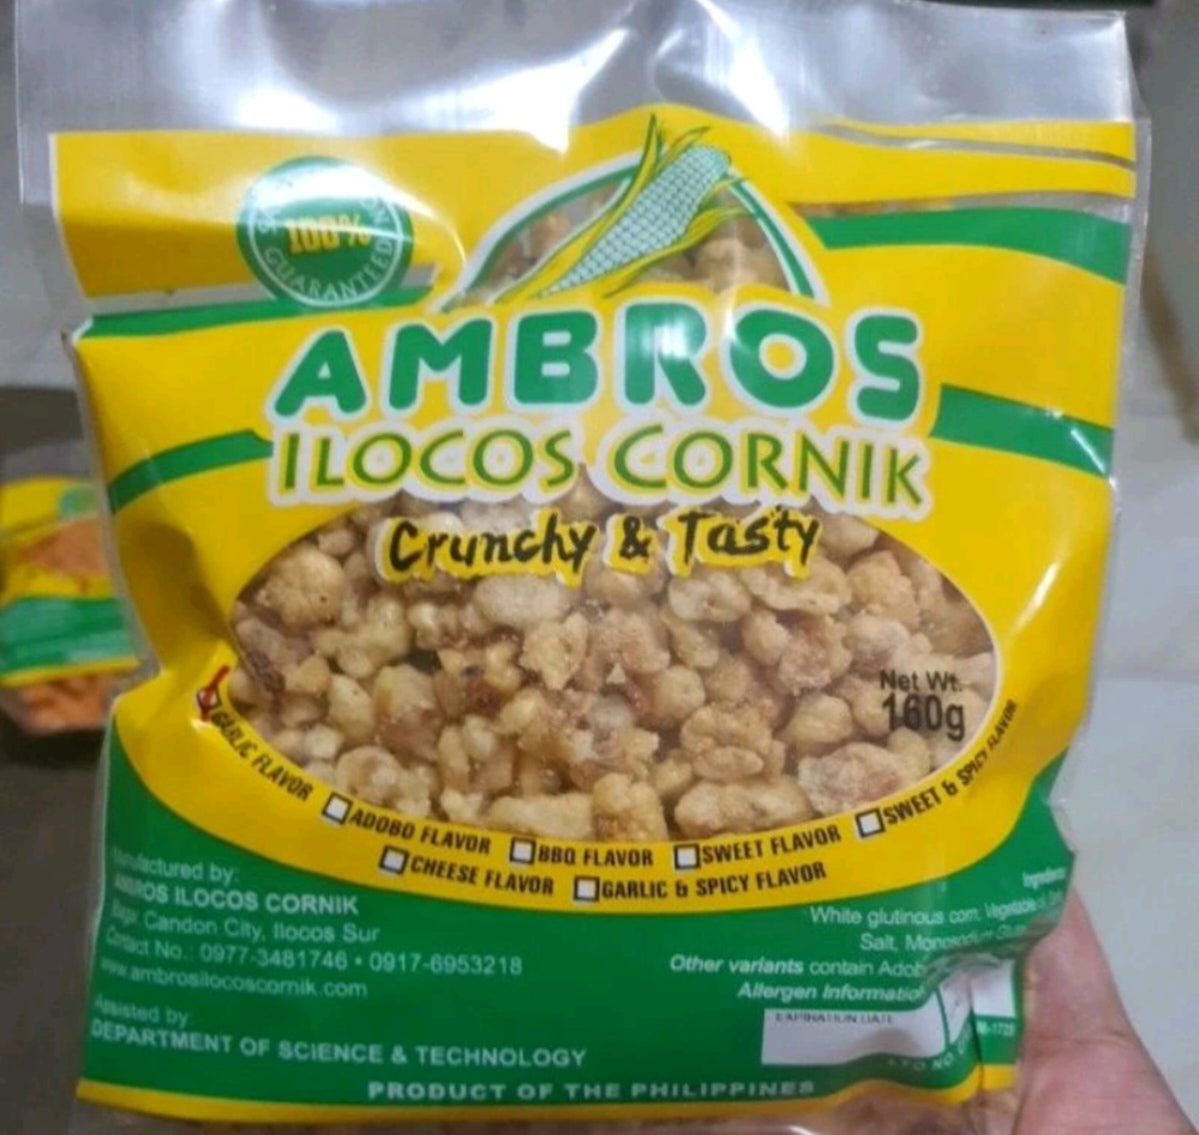 100%
GUARANTEED
AMBROS
ILOCOS CORNIK
Crunchy & Tasty
Net Wt.
160g
GARLIC FLAVOR
ADOBO FLAVOR
BBQ FLAVOR
SWEET FLAVOR
SWEET & SPICY FLAVOR
CHEESE FLAVOR
GARLIC & SPICY FLAVOR
Manufactured by:
AMBROS ILOCOS CORNIK
Candon City, Ilocos Sur
Contact No.: 0977-3481746 • 0917-6953218
www.ambrosilocoscornik.com
Assisted by:
DEPARTMENT OF SCIENCE & TECHNOLOGY
PRODUCT OF THE PHILIPPINES
White glutinous corn, Vegetable
Salt,
Other variants contain
Allergen
EXPIRATION DATE